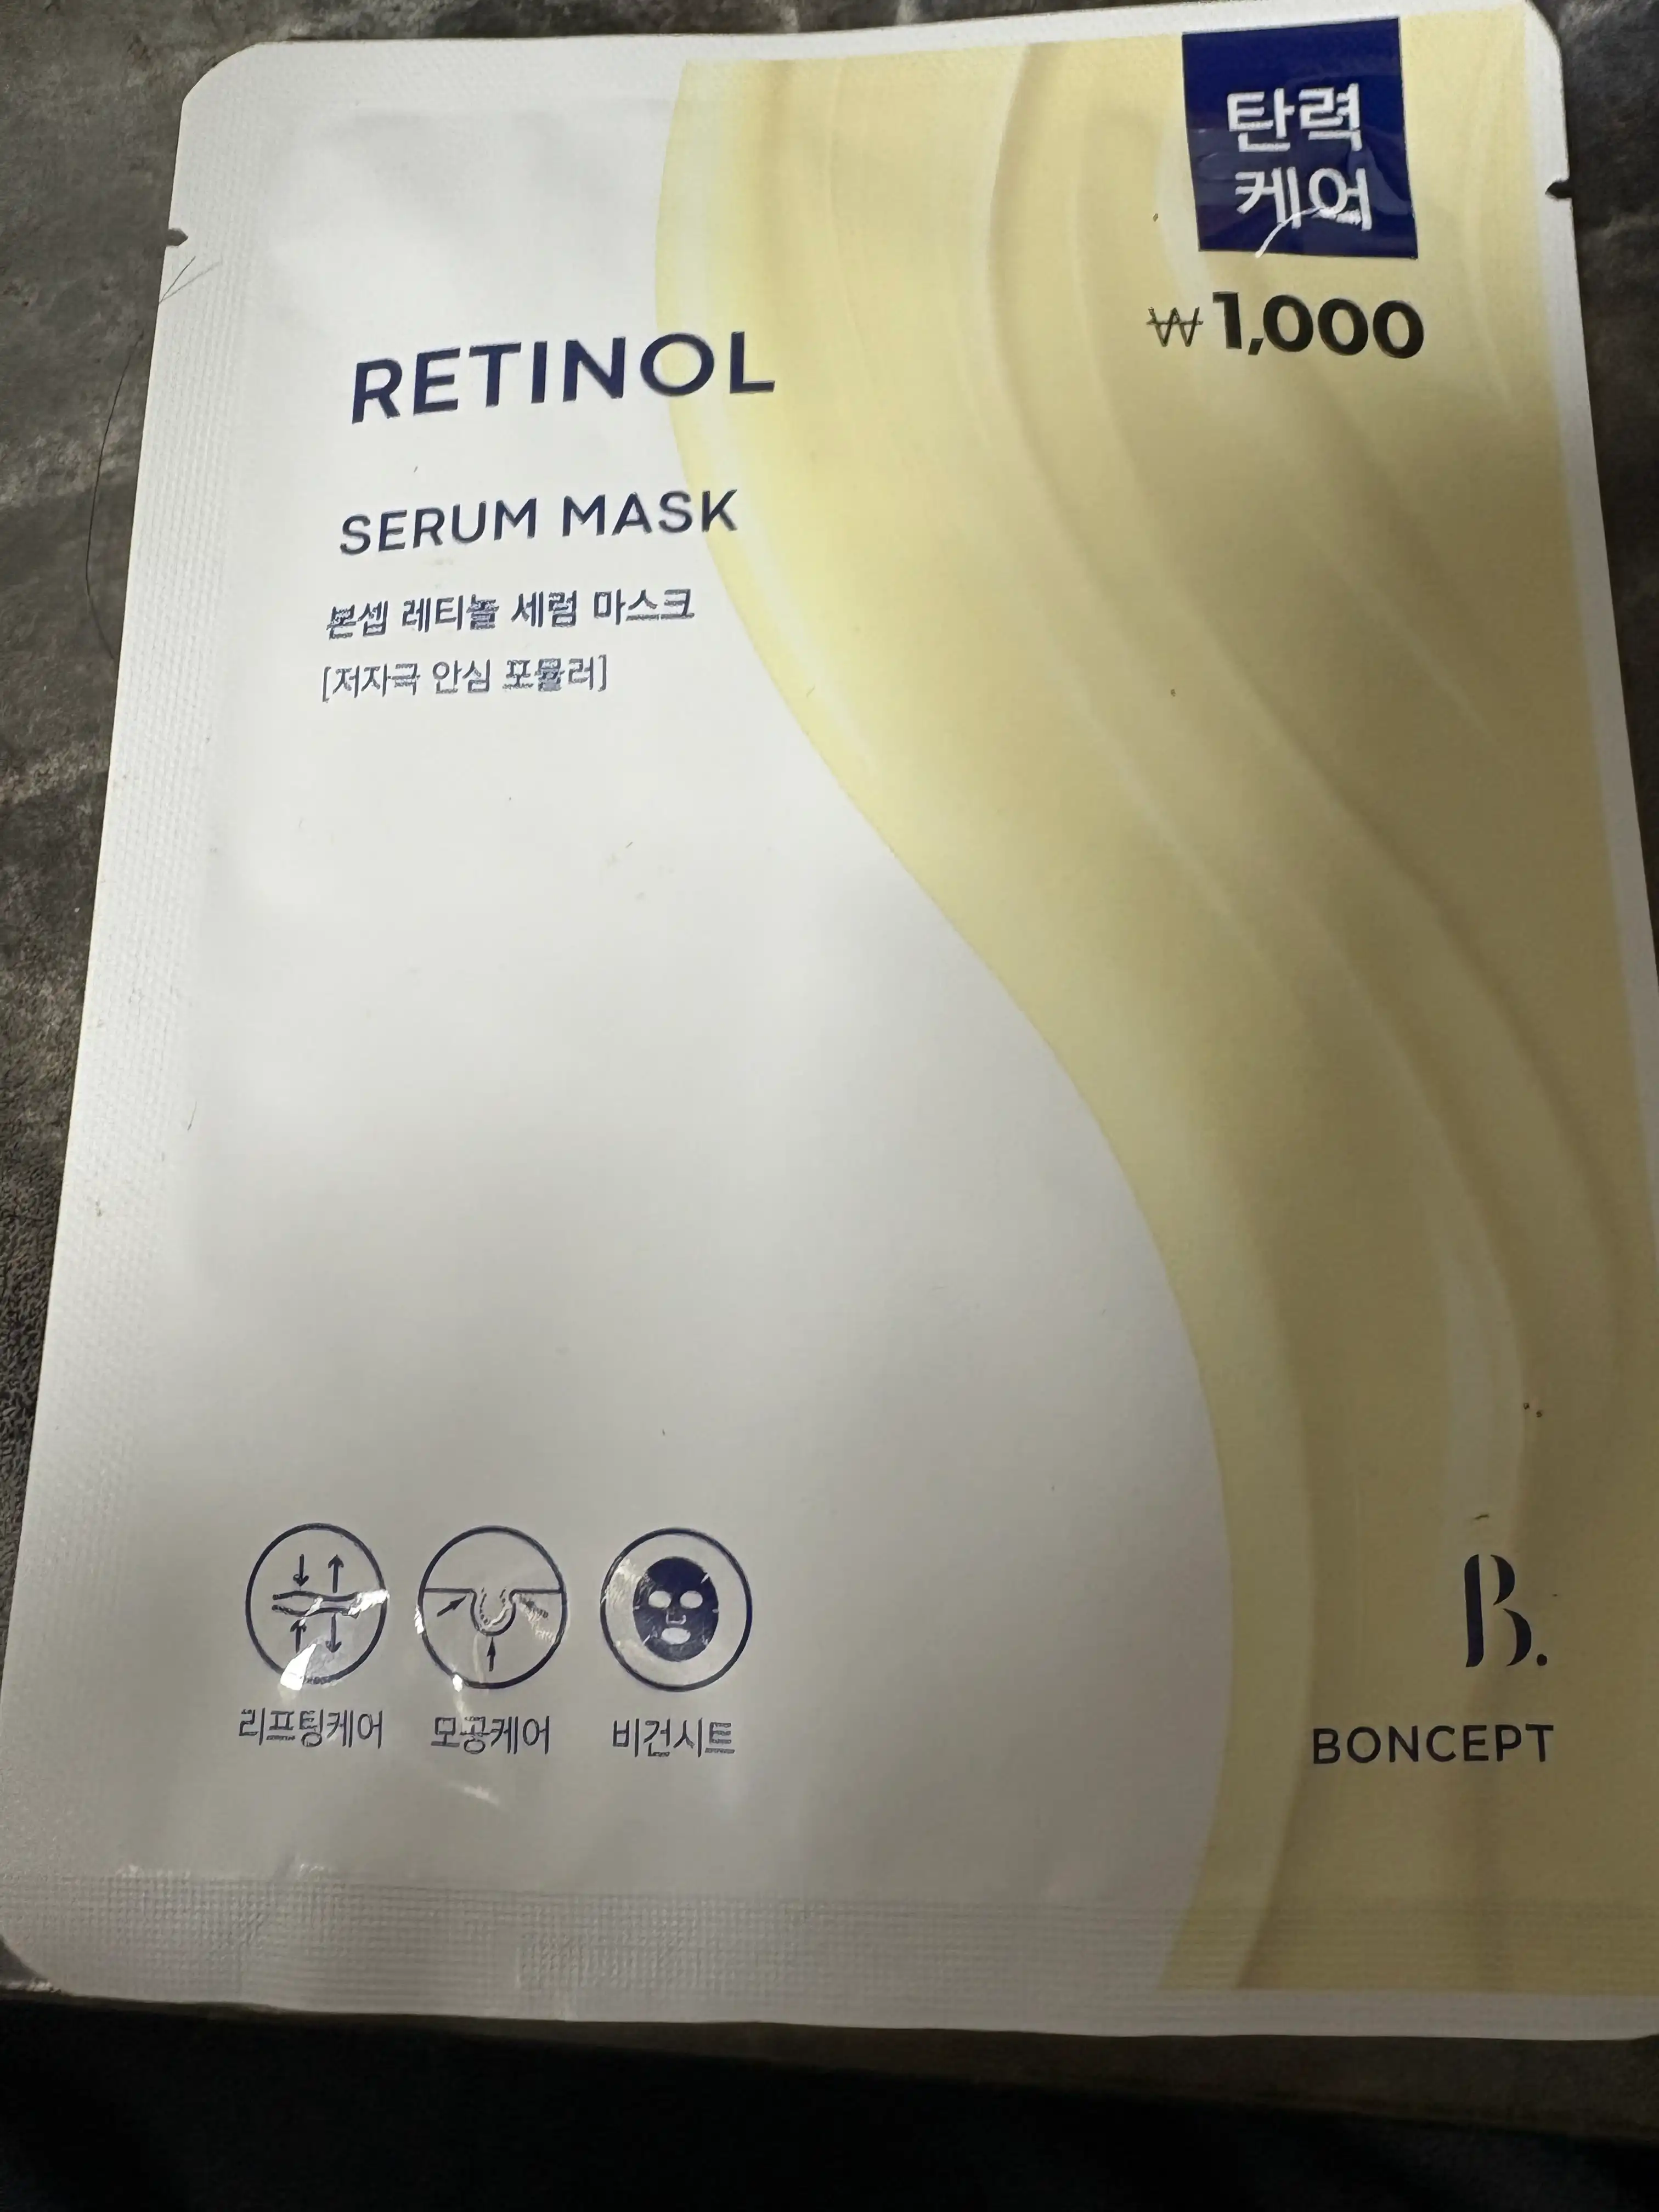 탄력
케어
₩1,000
RETINOL
SERUM MASK
본셉 레티놀 세럼 마스크
[저자극 안심 포뮬러]
리프팅케어
모공케어
비건시트
B.
BONCEPT